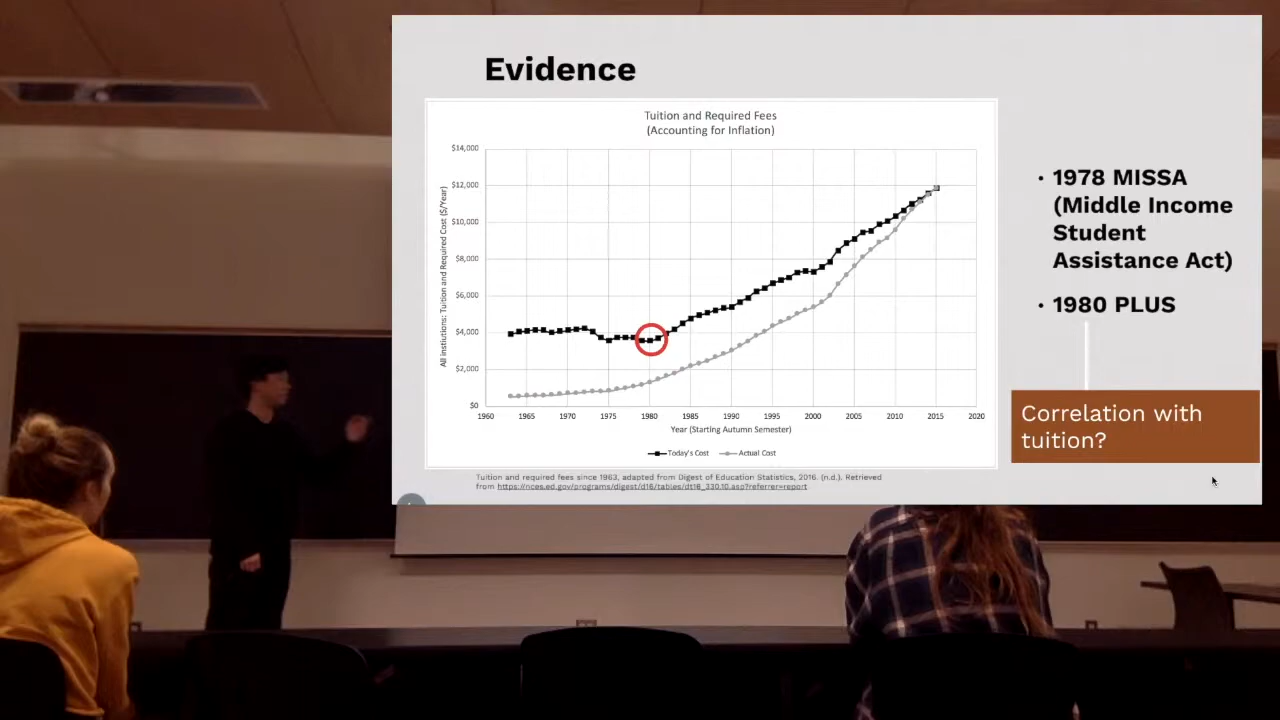 Evidence
Tuition and Required Fees
(Accounting for Inflation)
$14,000
$12,000
$10,000
$8,000
$6,000
$4,000
$2,000
$0
All institiutions: Tuition and Required Cost ($/Year)
1960 1965 1970 1975 1980 1985 1990 1995 2000 2005 2010 2015 2020
Year (Starting Autumn Semester)
Today's Cost Actual Cost
Tuition and required fees since 1963, adapted from Digest of Education Statistics, 2016. (n.d.). Retrieved
from https://nces.ed.gov/programs/digest/d16/tables/dt16_330.10.asp?referrer=report
• 1978 MISSA
(Middle Income
Student
Assistance Act)
• 1980 PLUS
Correlation with
tuition?